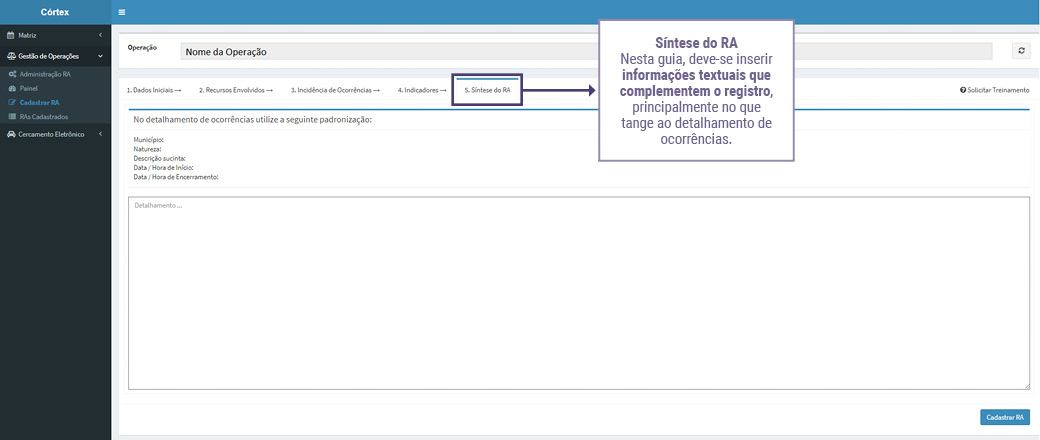 Córtex
Matriz
Gestão de Operações
Administração RA
Painel
Cadastrar RA
RAs Cadastrados
Cercamento Eletrônico
Operação
Nome da Operação
1. Dados Iniciais →
2. Recursos Envolvidos →
3. Incidência de Ocorrências →
4. Indicadores →
5. Síntese do RA
Solicitar Treinamento
Síntese do RA
Nesta guia, deve-se inserir
informações textuais que
complementem o registro,
principalmente no que
tange ao detalhamento de
ocorrências.
No detalhamento de ocorrências utilize a seguinte padronização:
Município:
Natureza:
Descrição sucinta:
Data / Hora de Início:
Data / Hora de Encerramento:
Detalhamento ...
Cadastrar RA